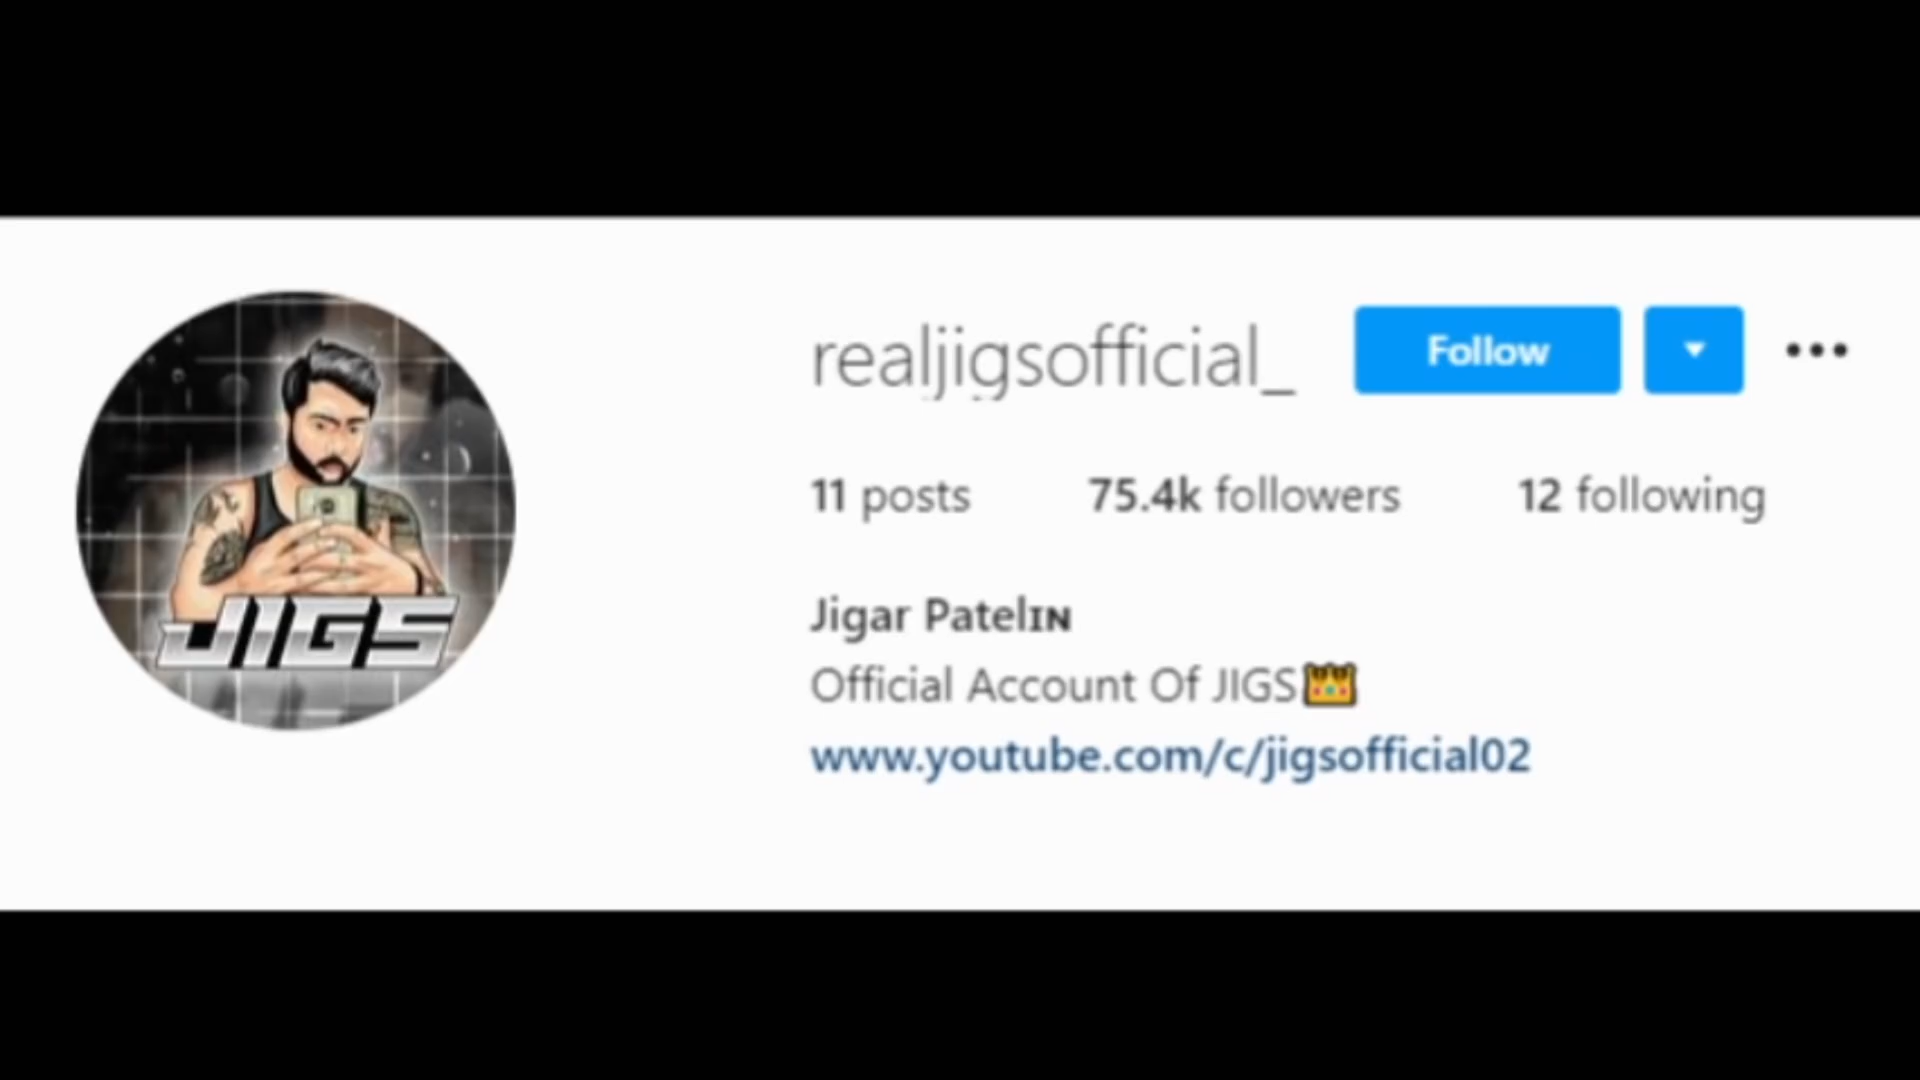 realjigsofficial_ Follow
11 posts 75.4k followers 12 following
Jigar Patelɪɴ
Official Account Of JIGS👑
www.youtube.com/c/jigsofficial02
JIGS